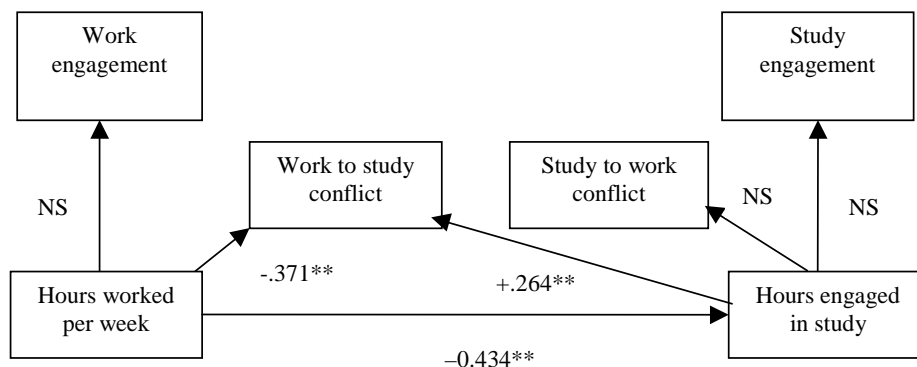 Work
engagement
Study
engagement
Work to study
conflict
Study to work
conflict
NS
NS
NS
-.371**
+.264**
Hours worked
per week
Hours engaged
in study
–0.434**